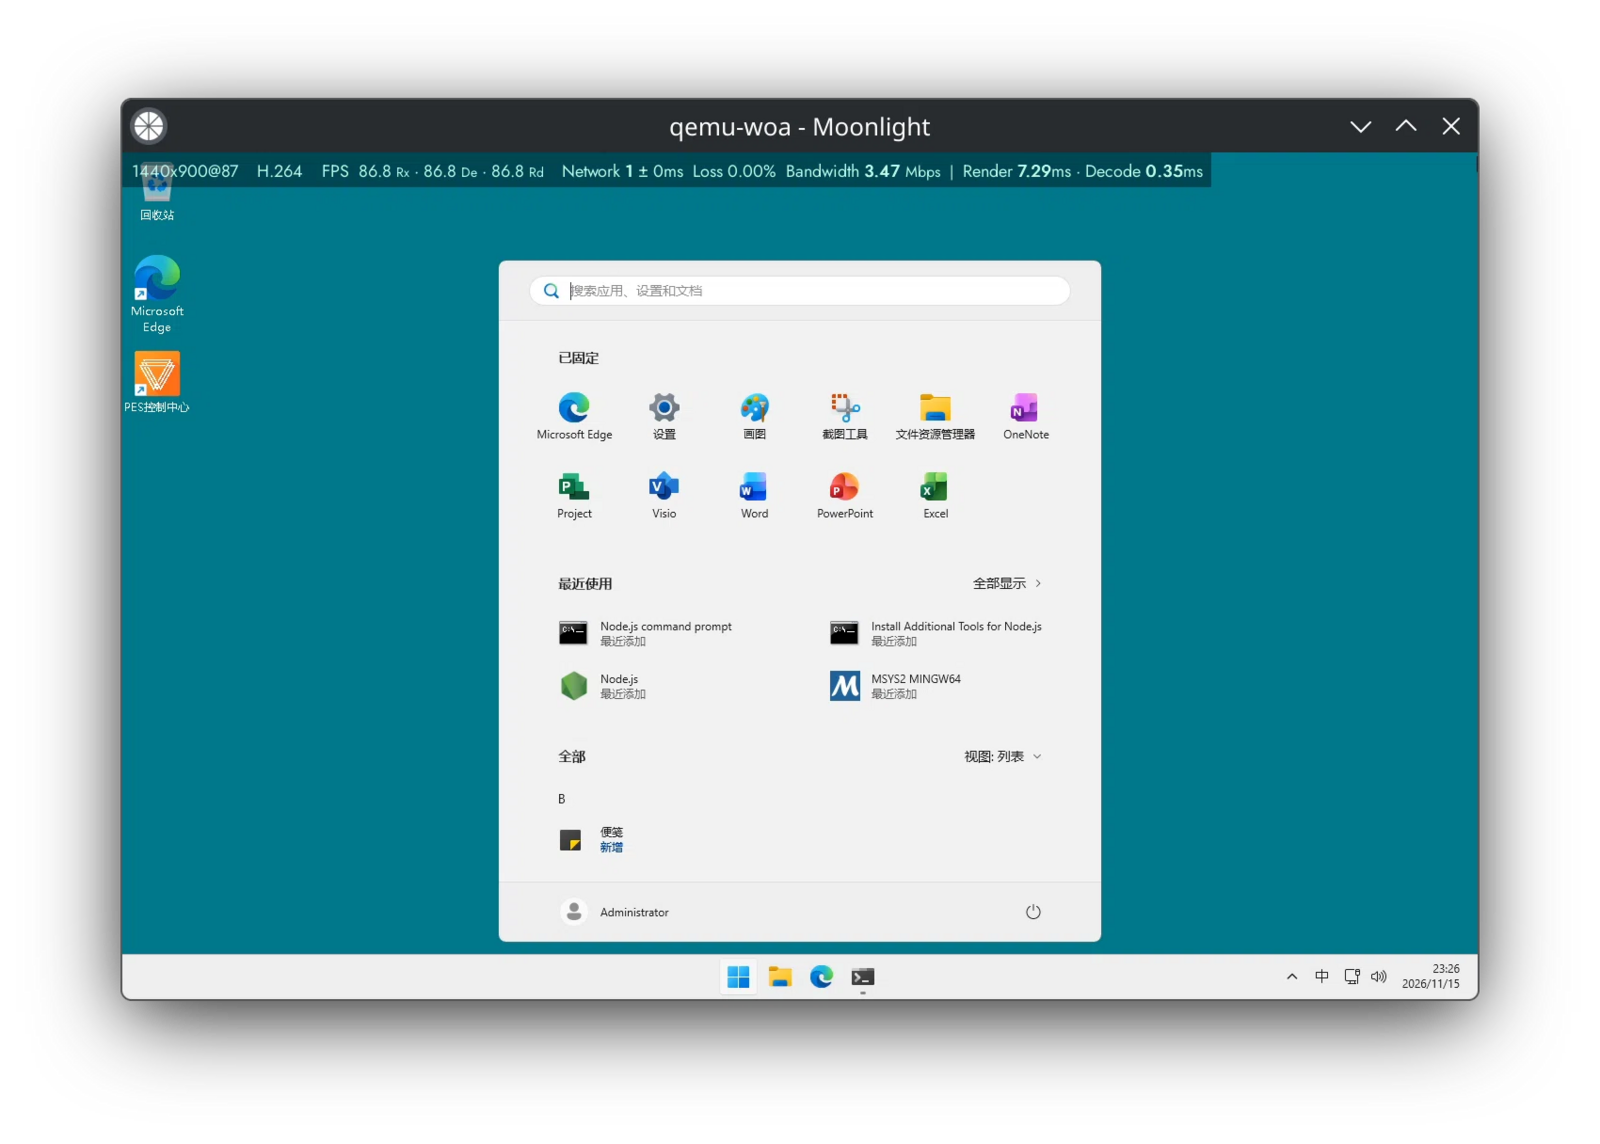 qemu-woa - Moonlight
1440x900@87 H.264 FPS 86.8 Rx · 86.8 De · 86.8 Rd Network 1 ± 0ms Loss 0.00% Bandwidth 3.47 Mbps | Render 7.29ms · Decode 0.35ms
回收站
Microsoft
Edge
PES控制中心
搜索应用、设置和文档
已固定
Microsoft Edge
设置
画图
截图工具
文件资源管理器
OneNote
Project
Visio
Word
PowerPoint
Excel
最近使用
全部显示
Node.js command prompt
最近添加
Install Additional Tools for Node.js
最近添加
Node.js
最近添加
MSYS2 MINGW64
最近添加
全部
视图: 列表
B
便笺
新增
Administrator
中
23:26
2026/11/15